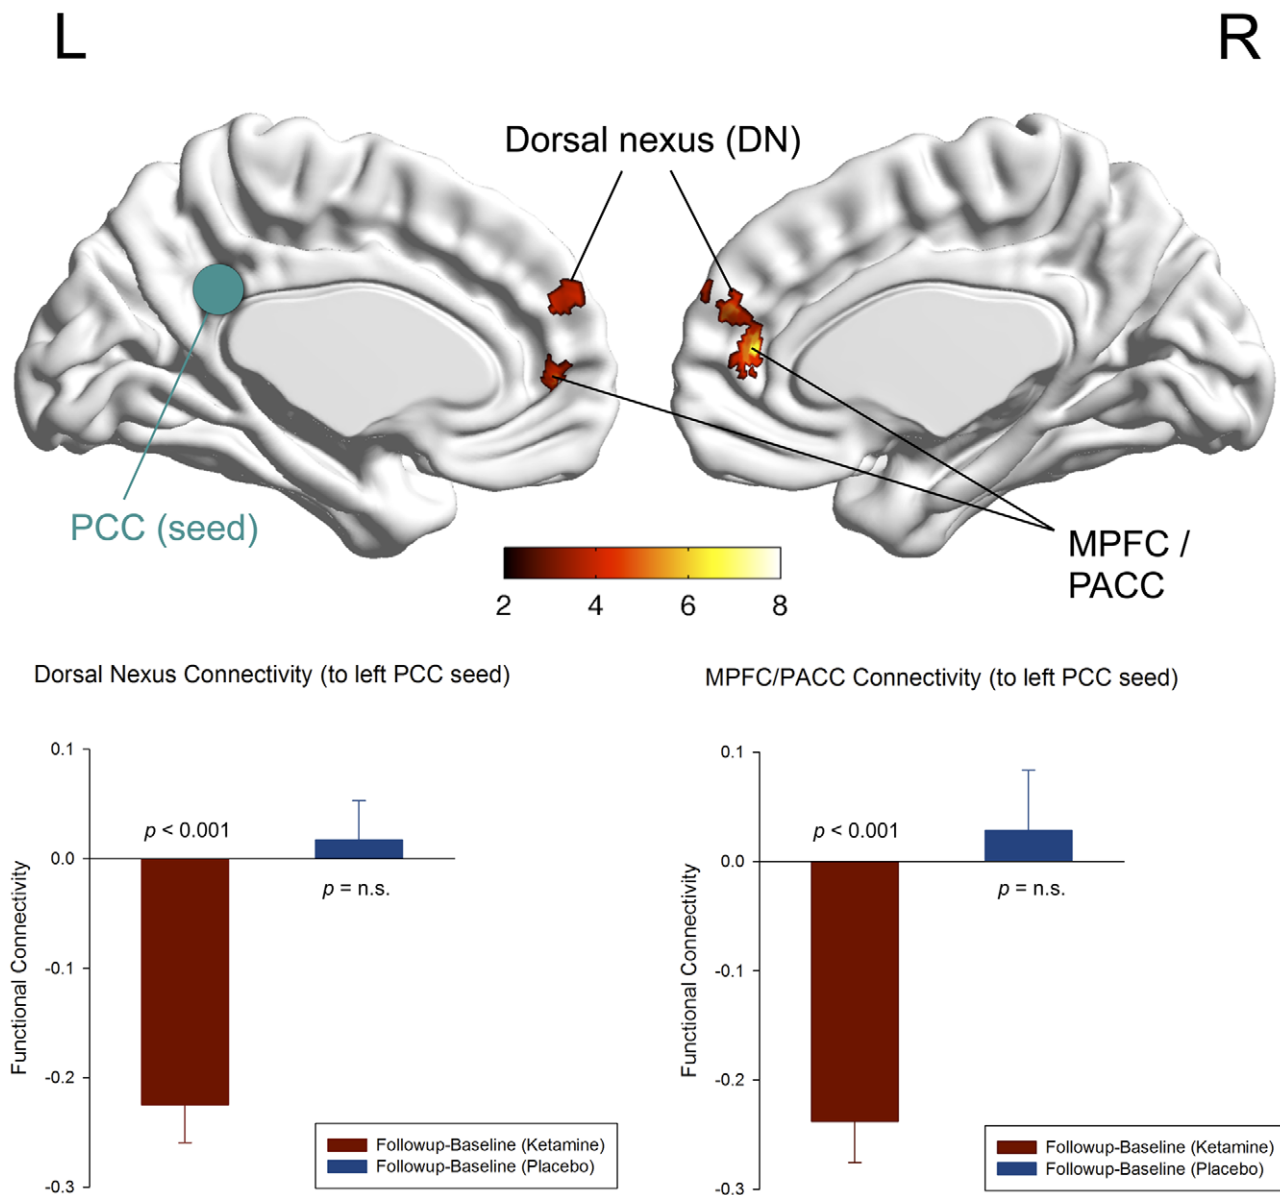 L
R
Dorsal nexus (DN)
PCC (seed)
MPFC /
PACC
2 4 6 8
Dorsal Nexus Connectivity (to left PCC seed)
0.1
0.0
-0.1
-0.2
-0.3
Functional Connectivity
p < 0.001
p = n.s.
Followup-Baseline (Ketamine)
Followup-Baseline (Placebo)
MPFC/PACC Connectivity (to left PCC seed)
0.1
0.0
-0.1
-0.2
-0.3
Functional Connectivity
p < 0.001
p = n.s.
Followup-Baseline (Ketamine)
Followup-Baseline (Placebo)